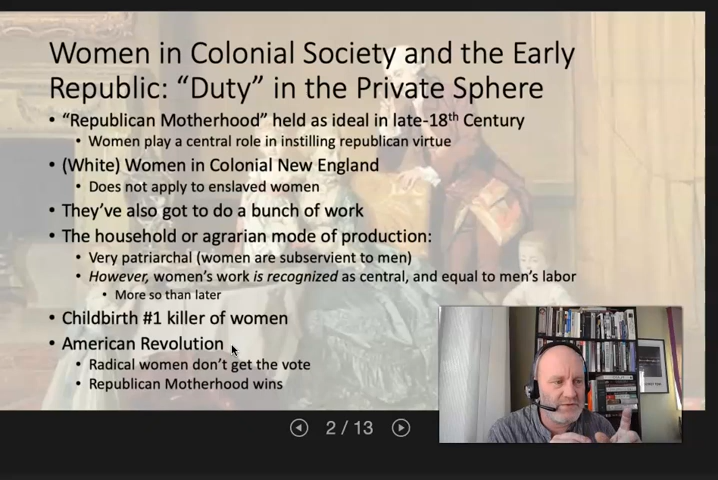 Women in Colonial Society and the Early
Republic: “Duty” in the Private Sphere
• “Republican Motherhood” held as ideal in late-18th Century
• Women play a central role in instilling republican virtue
• (White) Women in Colonial New England
• Does not apply to enslaved women
• They’ve also got to do a bunch of work
• The household or agrarian mode of production:
• Very patriarchal (women are subservient to men)
• However, women’s work is recognized as central, and equal to men’s labor
• More so than later
• Childbirth #1 killer of women
• American Revolution
• Radical women don’t get the vote
• Republican Motherhood wins
2 / 13